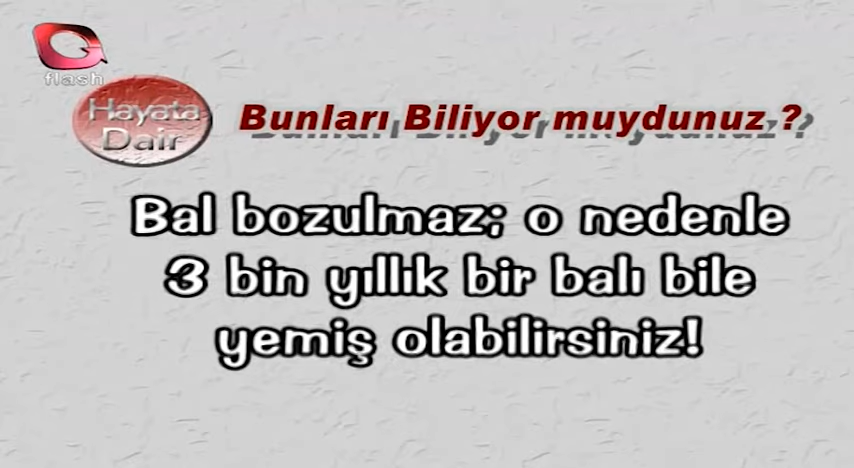 flash
Hayata
Dair
Bunları Biliyor muydunuz ?
Bal bozulmaz; o nedenle
3 bin yıllık bir balı bile
yemiş olabilirsiniz!